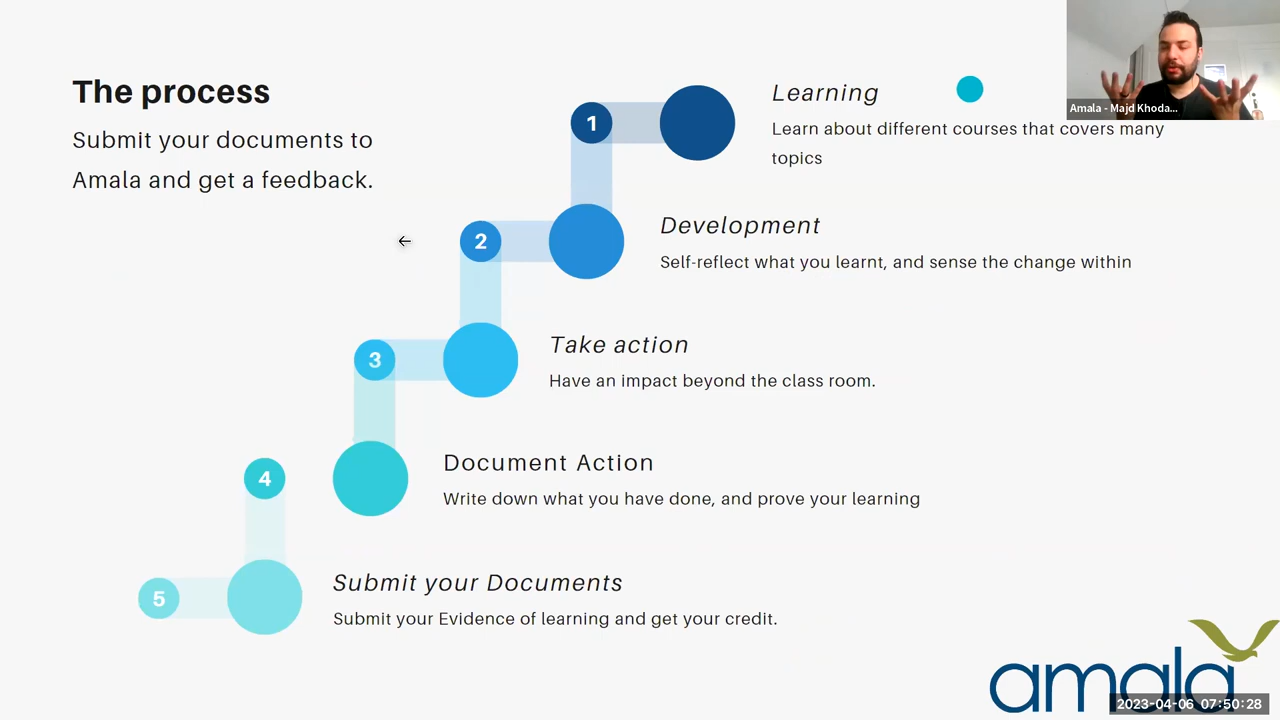 The process
Submit your documents to
Amala and get a feedback.
1
Learning
Learn about different courses that covers many
topics
2
Development
Self-reflect what you learnt, and sense the change within
3
Take action
Have an impact beyond the class room.
4
Document Action
Write down what you have done, and prove your learning
5
Submit your Documents
Submit your Evidence of learning and get your credit.
Amala - Majd Khoda...
amala
2023-04-06 07:50:28